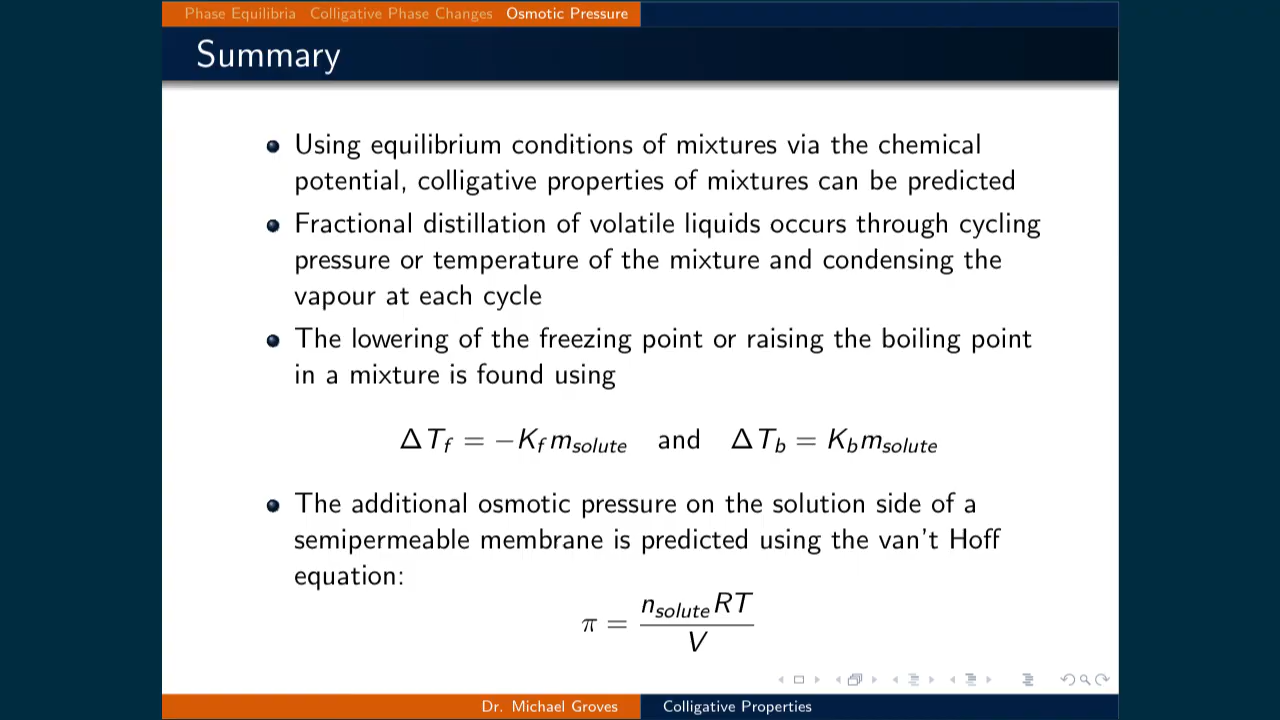 Phase Equilibria Colligative Phase Changes Osmotic Pressure
Summary
Using equilibrium conditions of mixtures via the chemical
potential, colligative properties of mixtures can be predicted
Fractional distillation of volatile liquids occurs through cycling
pressure or temperature of the mixture and condensing the
vapour at each cycle
The lowering of the freezing point or raising the boiling point
in a mixture is found using
ΔT_f = −K_f m_solute and ΔT_b = K_b m_solute
The additional osmotic pressure on the solution side of a
semipermeable membrane is predicted using the van't Hoff
equation:
π = n_solute RT / V
Dr. Michael Groves Colligative Properties